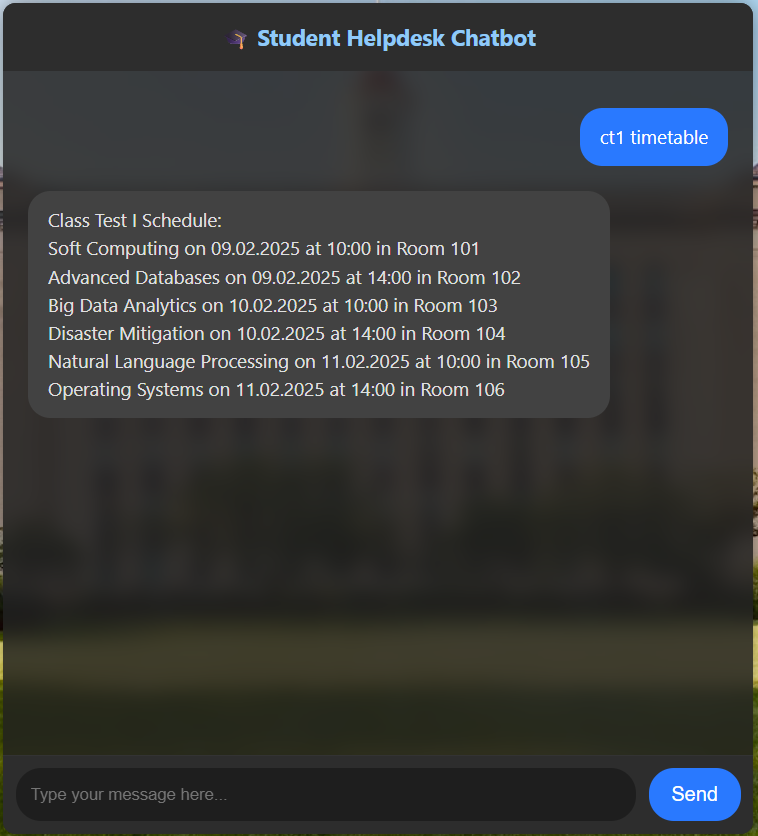 Student Helpdesk Chatbot
ct1 timetable
Class Test I Schedule:
Soft Computing on 09.02.2025 at 10:00 in Room 101
Advanced Databases on 09.02.2025 at 14:00 in Room 102
Big Data Analytics on 10.02.2025 at 10:00 in Room 103
Disaster Mitigation on 10.02.2025 at 14:00 in Room 104
Natural Language Processing on 11.02.2025 at 10:00 in Room 105
Operating Systems on 11.02.2025 at 14:00 in Room 106
Type your message here...
Send